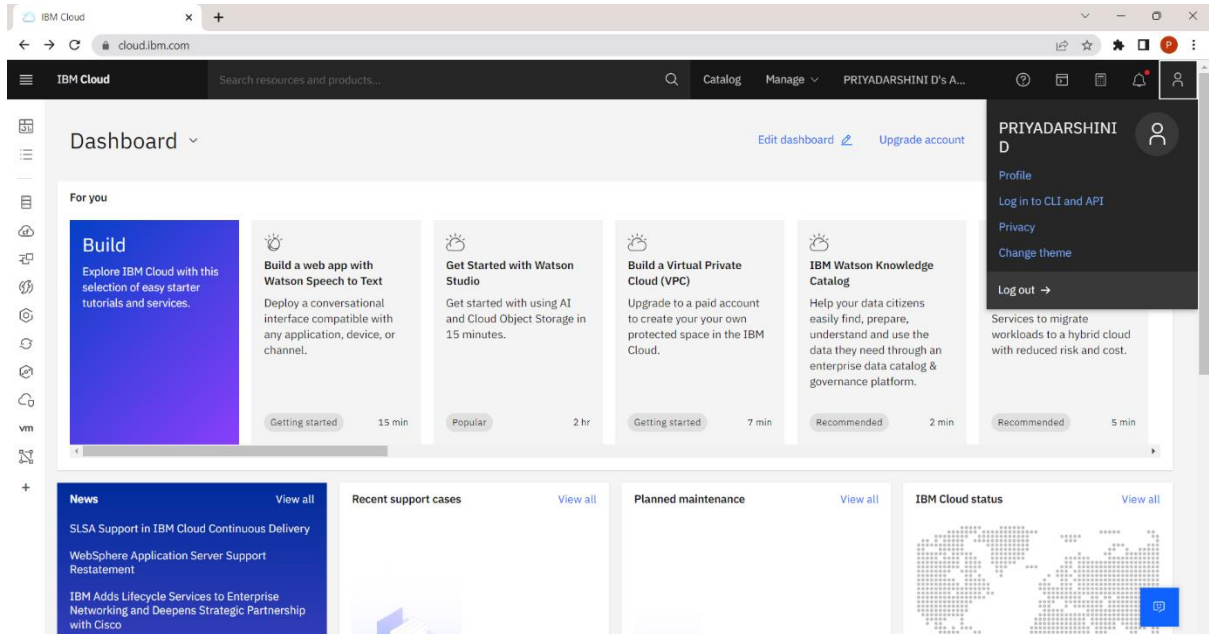 IBM Cloud
cloud.ibm.com
P
IBM Cloud
Search resources and products...
Catalog
Manage
PRIYADARSHINI D's A...
Dashboard
Edit dashboard
Upgrade account
PRIYADARSHINI
D
Profile
Log in to CLI and API
Privacy
Change theme
Log out →
For you
Build
Explore IBM Cloud with this
selection of easy starter
tutorials and services.
Build a web app with
Watson Speech to Text
Deploy a conversational
interface compatible with
any application, device, or
channel.
Getting started
15 min
Get Started with Watson
Studio
Get started with using AI
and Cloud Object Storage in
15 minutes.
Popular
2 hr
Build a Virtual Private
Cloud (VPC)
Upgrade to a paid account
to create your your own
protected space in the IBM
Cloud.
Getting started
7 min
IBM Watson Knowledge
Catalog
Help your data citizens
easily find, prepare,
understand and use the
data they need through an
enterprise data catalog &
governance platform.
Recommended
2 min
Services to migrate
workloads to a hybrid cloud
with reduced risk and cost.
Recommended
5 min
vm
News
View all
SLSA Support in IBM Cloud Continuous Delivery
WebSphere Application Server Support
Restatement
IBM Adds Lifecycle Services to Enterprise
Networking and Deepens Strategic Partnership
with Cisco
Recent support cases
View all
Planned maintenance
View all
IBM Cloud status
View all